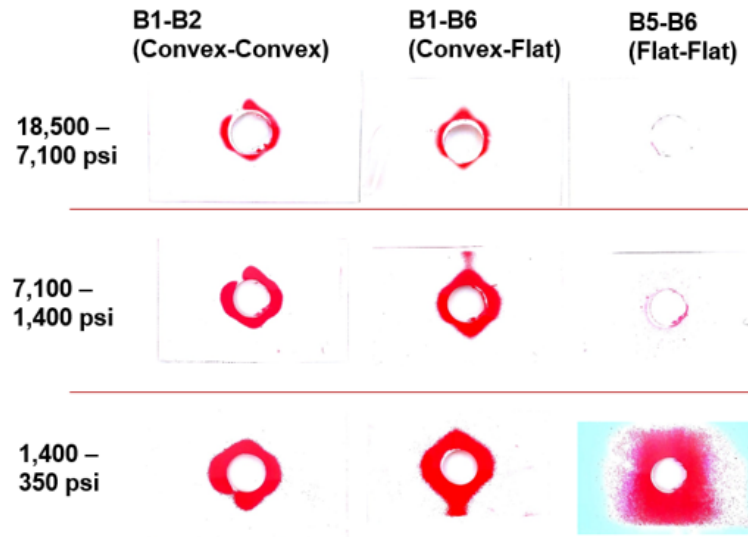 B1-B2
(Convex-Convex)
B1-B6
(Convex-Flat)
B5-B6
(Flat-Flat)
18,500 –
7,100 psi
7,100 –
1,400 psi
1,400 –
350 psi